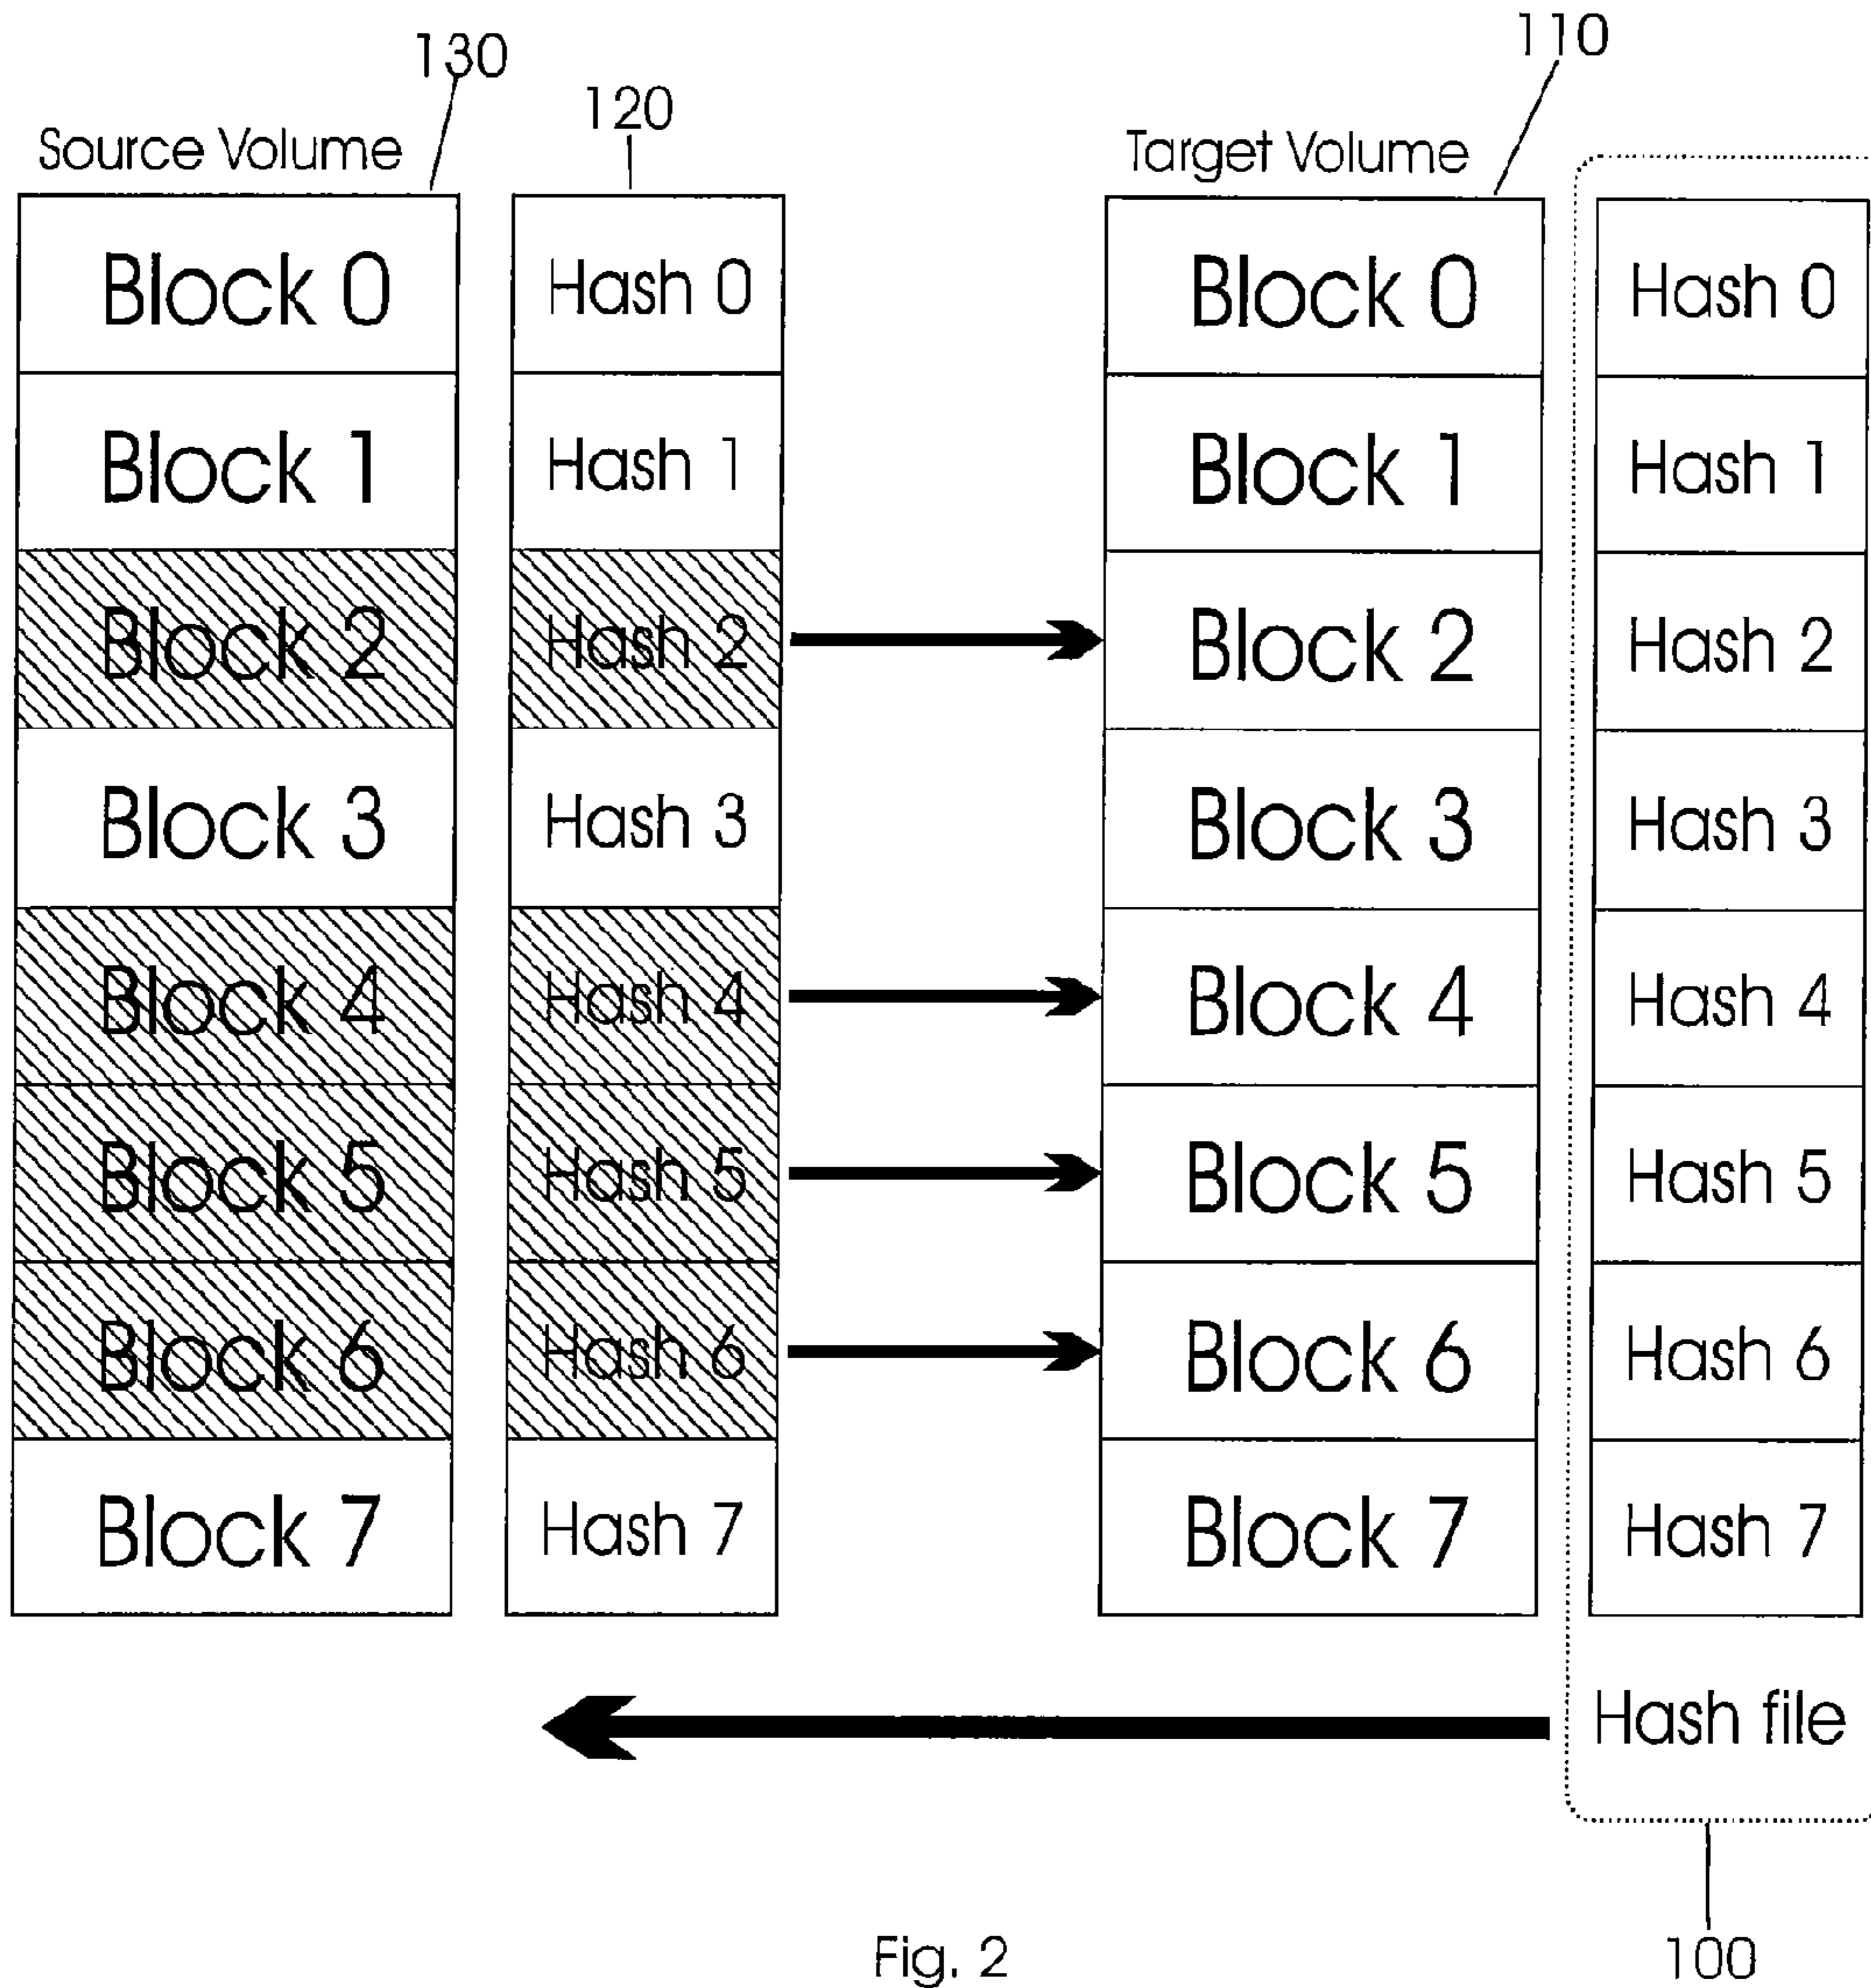 130
110
120
Source Volume
Target Volume
Block 0
Hash 0
Block 0
Hash 0
Block 1
Hash 1
Block 1
Hash 1
Block 2
Hash 2
Block 2
Hash 2
Block 3
Hash 3
Block 3
Hash 3
Block 4
Hash 4
Block 4
Hash 4
Block 5
Hash 5
Block 5
Hash 5
Block 6
Hash 6
Block 6
Hash 6
Block 7
Hash 7
Block 7
Hash 7
Hash file
Fig. 2
100